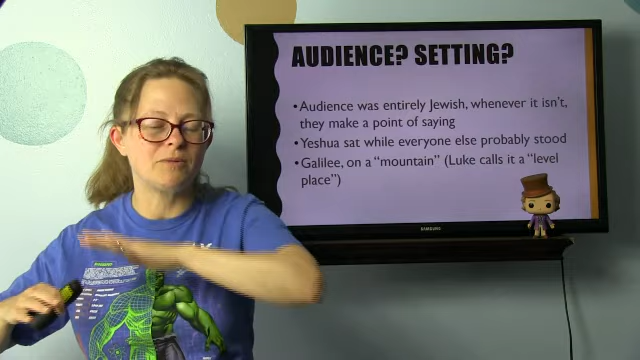 AUDIENCE? SETTING?
• Audience was entirely Jewish, whenever it isn't,
they make a point of saying
• Yeshua sat while everyone else probably stood
• Galilee, on a "mountain" (Luke calls it a "level
place")
SAMSUNG